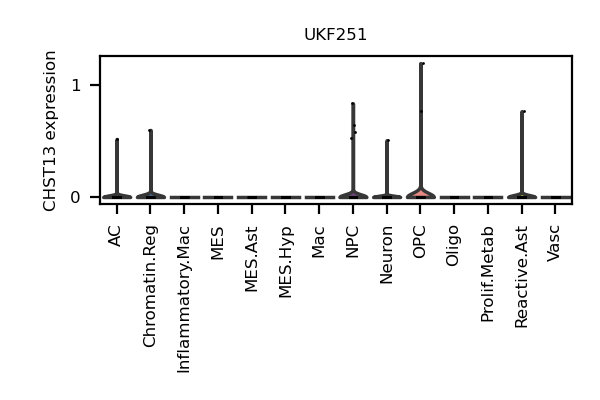 UKF251
CHST13 expression
1
0
AC
Chromatin.Reg
Inflammatory.Mac
MES
MES.Ast
MES.Hyp
Mac
NPC
Neuron
OPC
Oligo
Prolif.Metab
Reactive.Ast
Vasc